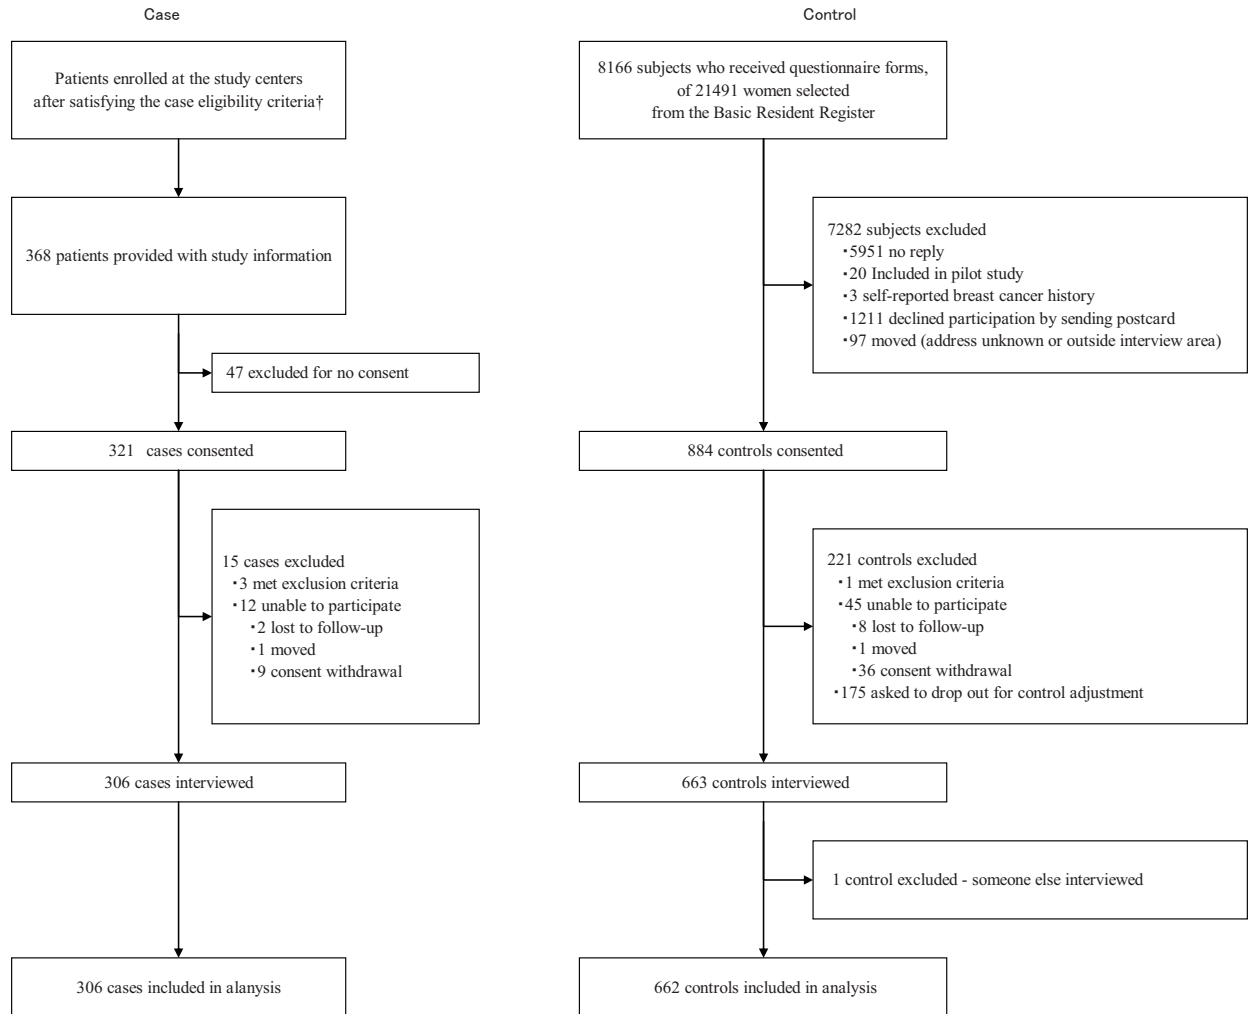 Case
Patients enrolled at the study centers
after satisfying the case eligibility criteria†
368 patients provided with study information
47 excluded for no consent
321 cases consented
15 cases excluded
・3 met exclusion criteria
・12 unable to participate
・2 lost to follow-up
・1 moved
・9 consent withdrawal
306 cases interviewed
306 cases included in alanysis
Control
8166 subjects who received questionnaire forms,
of 21491 women selected
from the Basic Resident Register
7282 subjects excluded
・5951 no reply
・20 Included in pilot study
・3 self-reported breast cancer history
・1211 declined participation by sending postcard
・97 moved (address unknown or outside interview area)
884 controls consented
221 controls excluded
・1 met exclusion criteria
・45 unable to participate
・8 lost to follow-up
・1 moved
・36 consent withdrawal
・175 asked to drop out for control adjustment
663 controls interviewed
1 control excluded - someone else interviewed
662 controls included in analysis